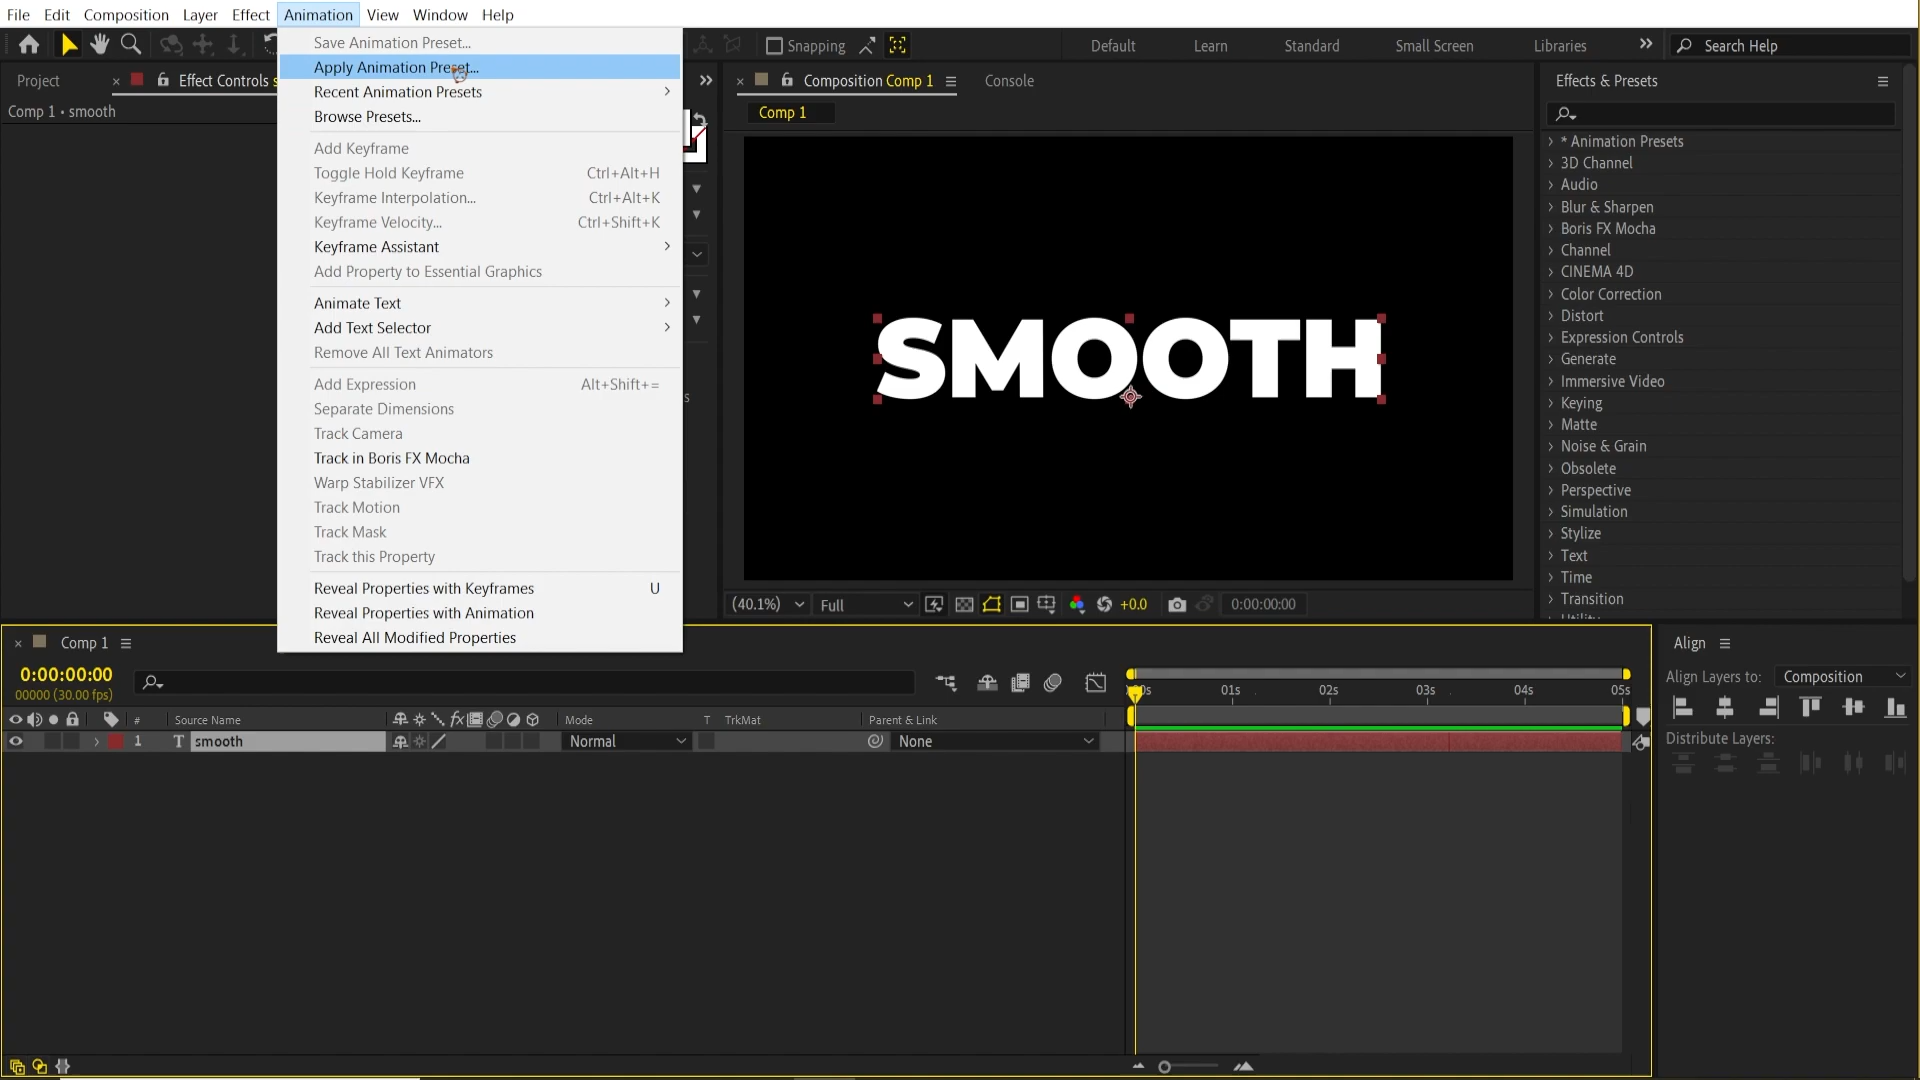 File Edit Composition Layer Effect Animation View Window Help
Snapping
Default Learn Standard Small Screen Libraries
Search Help
Project
Effect Controls
Comp 1 • smooth
Save Animation Preset...
Apply Animation Preset...
Recent Animation Presets
Browse Presets...
Add Keyframe
Toggle Hold Keyframe Ctrl+Alt+H
Keyframe Interpolation... Ctrl+Alt+K
Keyframe Velocity... Ctrl+Shift+K
Keyframe Assistant
Add Property to Essential Graphics
Animate Text
Add Text Selector
Remove All Text Animators
Add Expression Alt+Shift+=
Separate Dimensions
Track Camera
Track in Boris FX Mocha
Warp Stabilizer VFX
Track Motion
Track Mask
Track this Property
Reveal Properties with Keyframes U
Reveal Properties with Animation
Reveal All Modified Properties
Composition Comp 1
Console
Comp 1
SMOOTH
(40.1%) Full +0.0 0:00:00:00
Effects & Presets
* Animation Presets
3D Channel
Audio
Blur & Sharpen
Boris FX Mocha
Channel
CINEMA 4D
Color Correction
Distort
Expression Controls
Generate
Immersive Video
Keying
Matte
Noise & Grain
Obsolete
Perspective
Simulation
Stylize
Text
Time
Transition
Comp 1
0:00:00:00
00000 (30.00 fps)
# Source Name fx Mode T TrkMat Parent & Link
1 T smooth Normal None
01s 02s 03s 04s 05s
Align
Align Layers to: Composition
Distribute Layers: